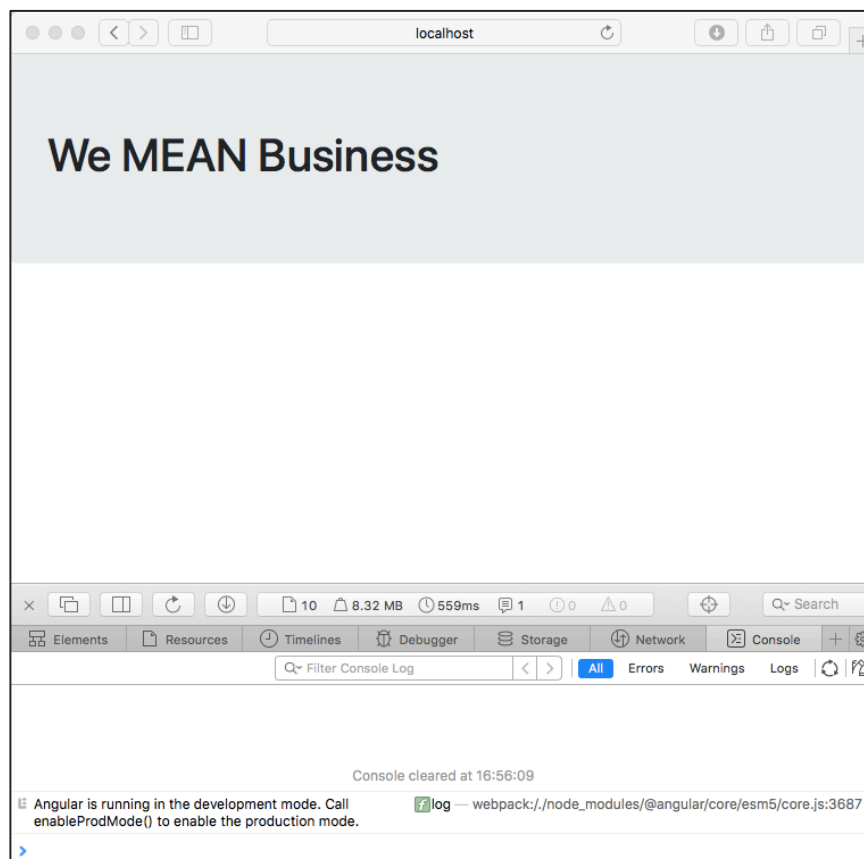 localhost
We MEAN Business
10 8.32 MB 559ms 1 0 0 Search
Elements Resources Timelines Debugger Storage Network Console
Filter Console Log All Errors Warnings Logs
Console cleared at 16:56:09
Angular is running in the development mode. Call f log — webpack:/./node_modules/@angular/core/esm5/core.js:3687
enableProdMode() to enable the production mode.